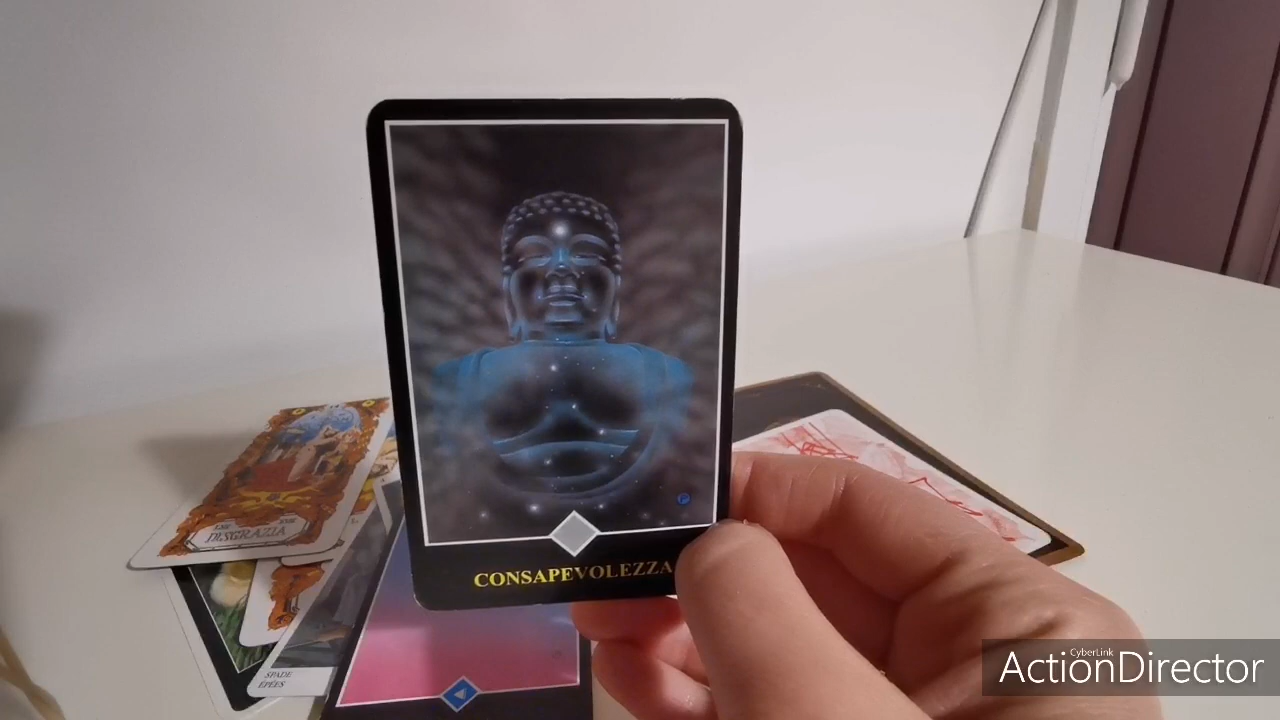 CONSAPEVOLEZZA
DISGRAZIA
SPADE
ÉPÉES
CyberLink
ActionDirector